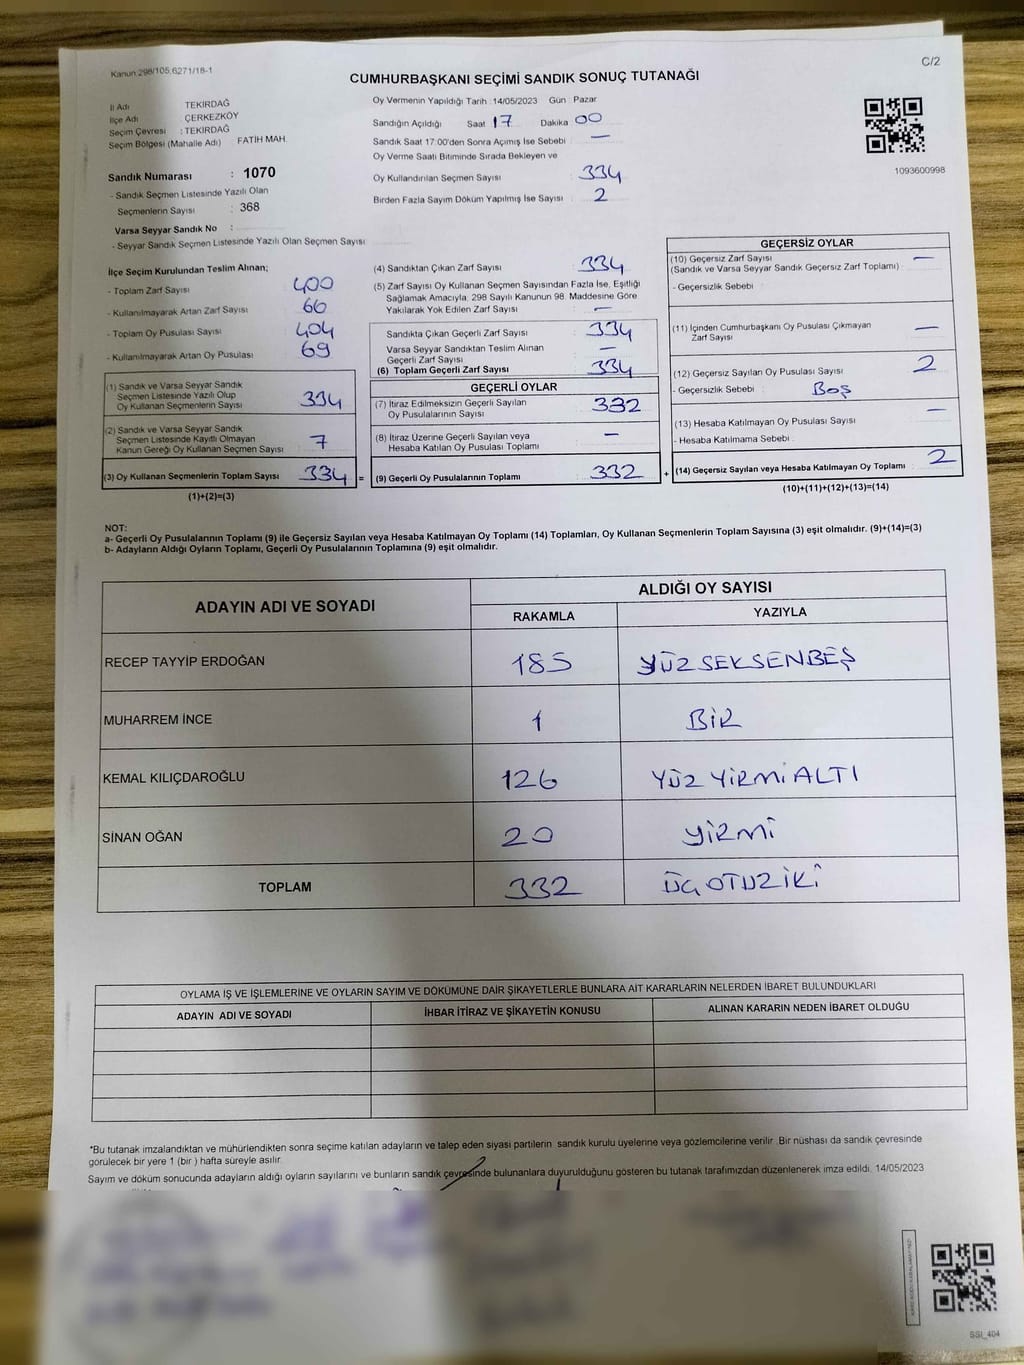 Kanun:298/105,6271/18-1
C/2
CUMHURBAŞKANI SEÇİMİ SANDIK SONUÇ TUTANAĞI
İl Adı TEKİRDAĞ
İlçe Adı ÇERKEZKÖY
Seçim Çevresi : TEKİRDAĞ
Seçim Bölgesi (Mahalle Adı) FATİH MAH.
Sandık Numarası : 1070
- Sandık Seçmen Listesinde Yazılı Olan
Seçmenlerin Sayısı : 368
Varsa Seyyar Sandık No :
- Seyyar Sandık Seçmen Listesinde Yazılı Olan Seçmen Sayısı
Oy Vermenin Yapıldığı Tarih : 14/05/2023 Gün : Pazar
Sandığın Açıldığı Saat 17 Dakika 00
Sandık Saat 17:00'den Sonra Açımış İse Sebebi : —
Oy Verme Saati Bitiminde Sırada Bekleyen ve
Oy Kullandırılan Seçmen Sayısı : 334
Birden Fazla Sayım Döküm Yapılmış İse Sayısı : 2
1093600998
İlçe Seçim Kurulundan Teslim Alınan;
- Toplam Zarf Sayısı 400
- Kullanılmayarak Artan Zarf Sayısı 66
- Toplam Oy Pusulası Sayısı 404
- Kullanılmayarak Artan Oy Pusulası 69
(1) Sandık ve Varsa Seyyar Sandık
Seçmen Listesinde Yazılı Olup
Oy Kullanan Seçmenlerin Sayısı : 334
(2) Sandık ve Varsa Seyyar Sandık
Seçmen Listesinde Kayıtlı Olmayan
Kanun Gereği Oy Kullanan Seçmen Sayısı : 7
(3) Oy Kullanan Seçmenlerin Toplam Sayısı : 334 =
(1)+(2)=(3)
(4) Sandıktan Çıkan Zarf Sayısı : 334
(5) Zarf Sayısı Oy Kullanan Seçmen Sayısından Fazla İse, Eşitliği
Sağlamak Amacıyla, 298 Sayılı Kanunun 98. Maddesine Göre
Yakılarak Yok Edilen Zarf Sayısı : —
Sandıkta Çıkan Geçerli Zarf Sayısı : 334
Varsa Seyyar Sandıktan Teslim Alınan
Geçerli Zarf Sayısı : —
(6) Toplam Geçerli Zarf Sayısı : 334
GEÇERLİ OYLAR
(7) İtiraz Edilmeksizin Geçerli Sayılan
Oy Pusulalarının Sayısı : 332
(8) İtiraz Üzerine Geçerli Sayılan veya
Hesaba Katılan Oy Pusulası Toplamı : —
(9) Geçerli Oy Pusulalarının Toplamı : 332 +
GEÇERSİZ OYLAR
(10) Geçersiz Zarf Sayısı
(Sandık ve Varsa Seyyar Sandık Geçersiz Zarf Toplamı) : —
- Geçersizlik Sebebi :
(11) İçinden Cumhurbaşkanı Oy Pusulası Çıkmayan
Zarf Sayısı : —
(12) Geçersiz Sayılan Oy Pusulası Sayısı : 2
- Geçersizlik Sebebi : Boş
(13) Hesaba Katılmayan Oy Pusulası Sayısı : —
- Hesaba Katılmama Sebebi :
(14) Geçersiz Sayılan veya Hesaba Katılmayan Oy Toplamı : 2
(10)+(11)+(12)+(13)=(14)
NOT:
a- Geçerli Oy Pusulalarının Toplamı (9) ile Geçersiz Sayılan veya Hesaba Katılmayan Oy Toplamı (14) Toplamları, Oy Kullanan Seçmenlerin Toplam Sayısına (3) eşit olmalıdır. (9)+(14)=(3)
b- Adayların Aldığı Oyların Toplamı, Geçerli Oy Pusulalarının Toplamına (9) eşit olmalıdır.
ADAYIN ADI VE SOYADI
ALDIĞI OY SAYISI
RAKAMLA YAZIYLA
RECEP TAYYİP ERDOĞAN 185 YÜZSEKSENBEŞ
MUHARREM İNCE 1 BİR
KEMAL KILIÇDAROĞLU 126 YÜZ YİRMİ ALTI
SİNAN OĞAN 20 YİRMİ
TOPLAM 332 ÜÇOTUZİKİ
OYLAMA İŞ VE İŞLEMLERİNE VE OYLARIN SAYIM VE DÖKÜMÜNE DAİR ŞİKAYETLERLE BUNLARA AİT KARARLARIN NELERDEN İBARET BULUNDUKLARI
ADAYIN ADI VE SOYADI İHBAR İTİRAZ VE ŞİKAYETİN KONUSU ALINAN KARARIN NEDEN İBARET OLDUĞU
*Bu tutanak imzalandıktan ve mühürlendikten sonra seçime katılan adayların ve talep eden siyasi partilerin sandık kurulu üyelerine veya gözlemcilerine verilir .Bir nüshası da sandık çevresinde
görülecek bir yere 1 (bir ) hafta süreyle asılır.
Sayım ve döküm sonucunda adayların aldığı oyların sayılarını ve bunların sandık çevresinde bulunanlara duyurulduğunu gösteren bu tutanak tarafımızdan düzenlenerek imza edildi. 14/05/2023
SSI_404